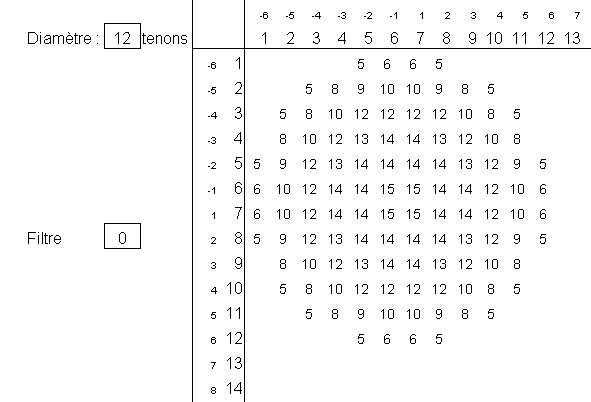 -6 -5 -4 -3 -2 -1 1 2 3 4 5 6 7
Diamètre : 12 tenons 1 2 3 4 5 6 7 8 9 10 11 12 13
-6 1 5 6 6 5
-5 2 5 8 9 10 10 9 8 5
-4 3 5 8 10 12 12 12 12 10 8 5
-3 4 8 10 12 13 14 14 13 12 10 8
-2 5 5 9 12 13 14 14 14 14 13 12 9 5
-1 6 6 10 12 14 14 15 15 14 14 12 10 6
1 7 6 10 12 14 14 15 15 14 14 12 10 6
Filtre 0 2 8 5 9 12 13 14 14 14 14 13 12 9 5
3 9 8 10 12 13 14 14 13 12 10 8
4 10 5 8 10 12 12 12 12 10 8 5
5 11 5 8 9 10 10 9 8 5
6 12 5 6 6 5
7 13
8 14